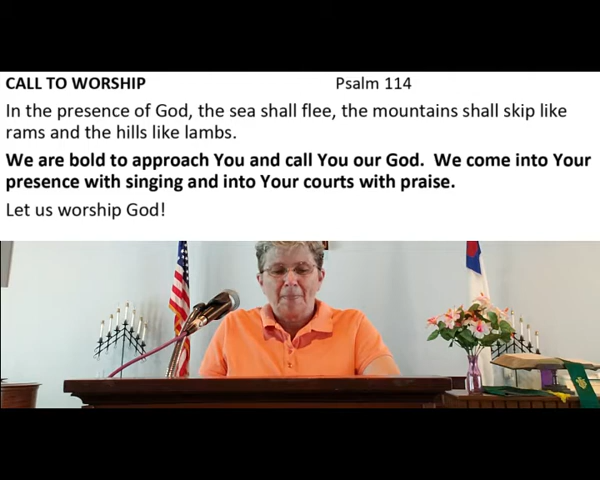 CALL TO WORSHIP Psalm 114
In the presence of God, the sea shall flee, the mountains shall skip like
rams and the hills like lambs.
We are bold to approach You and call You our God. We come into Your
presence with singing and into Your courts with praise.
Let us worship God!